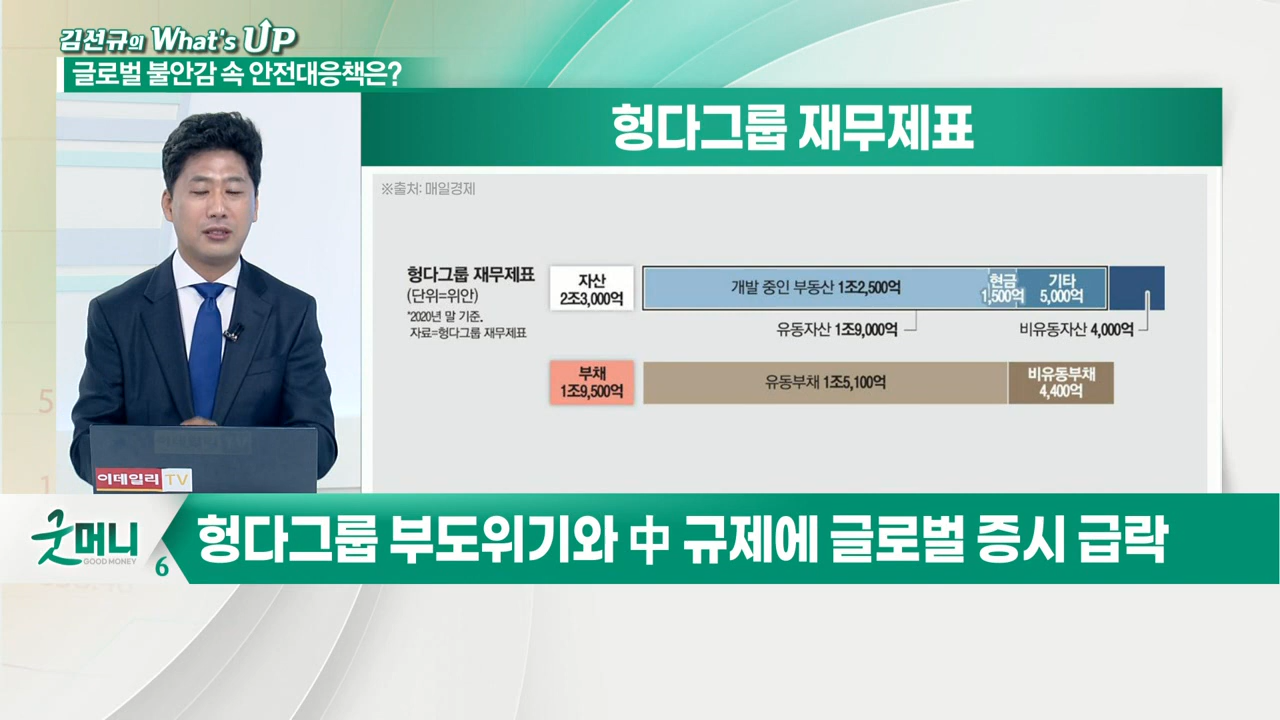 김선규의 What's UP
글로벌 불안감 속 안전대응책은?
헝다그룹 재무제표
※출처: 매일경제
헝다그룹 재무제표
(단위=위안)
*2020년 말 기준.
자료=헝다그룹 재무제표
자산
2조3,000억
개발 중인 부동산 1조2,500억
현금
1,500억
기타
5,000억
유동자산 1조9,000억
비유동자산 4,000억
부채
1조9,500억
유동부채 1조5,100억
비유동부채
4,400억
이데일리 TV
굿머니
GOOD MONEY
6
헝다그룹 부도위기와 中 규제에 글로벌 증시 급락